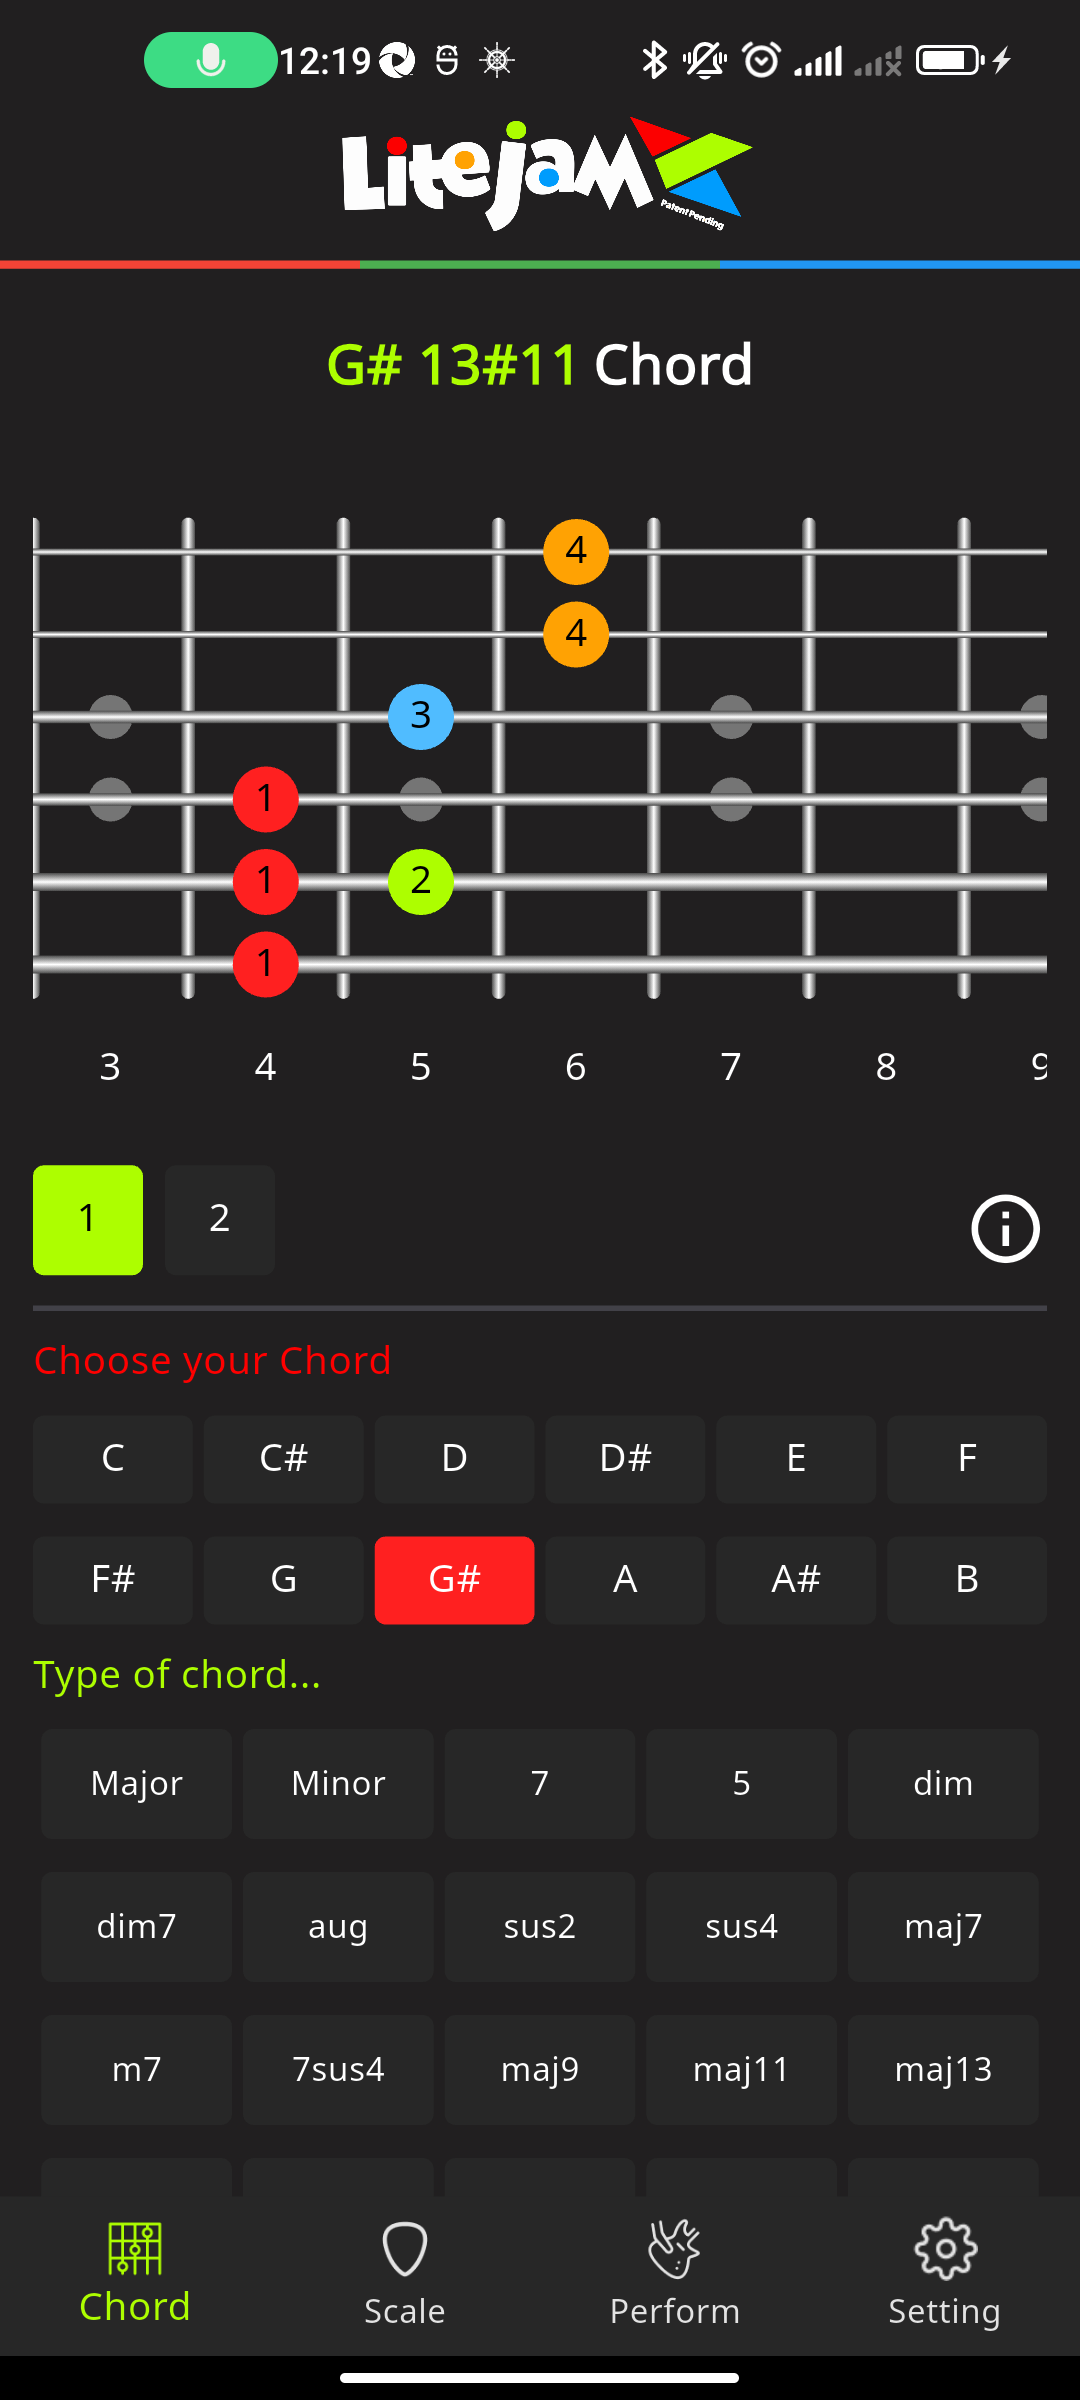 12:19
Litejam
Patent Pending
G# 13#11 Chord
4
4
3
1
1 2
1
3 4 5 6 7 8 9
1 2
Choose your Chord
C C# D D# E F
F# G G# A A# B
Type of chord...
Major Minor 7 5 dim
dim7 aug sus2 sus4 maj7
m7 7sus4 maj9 maj11 maj13
Chord Scale Perform Setting